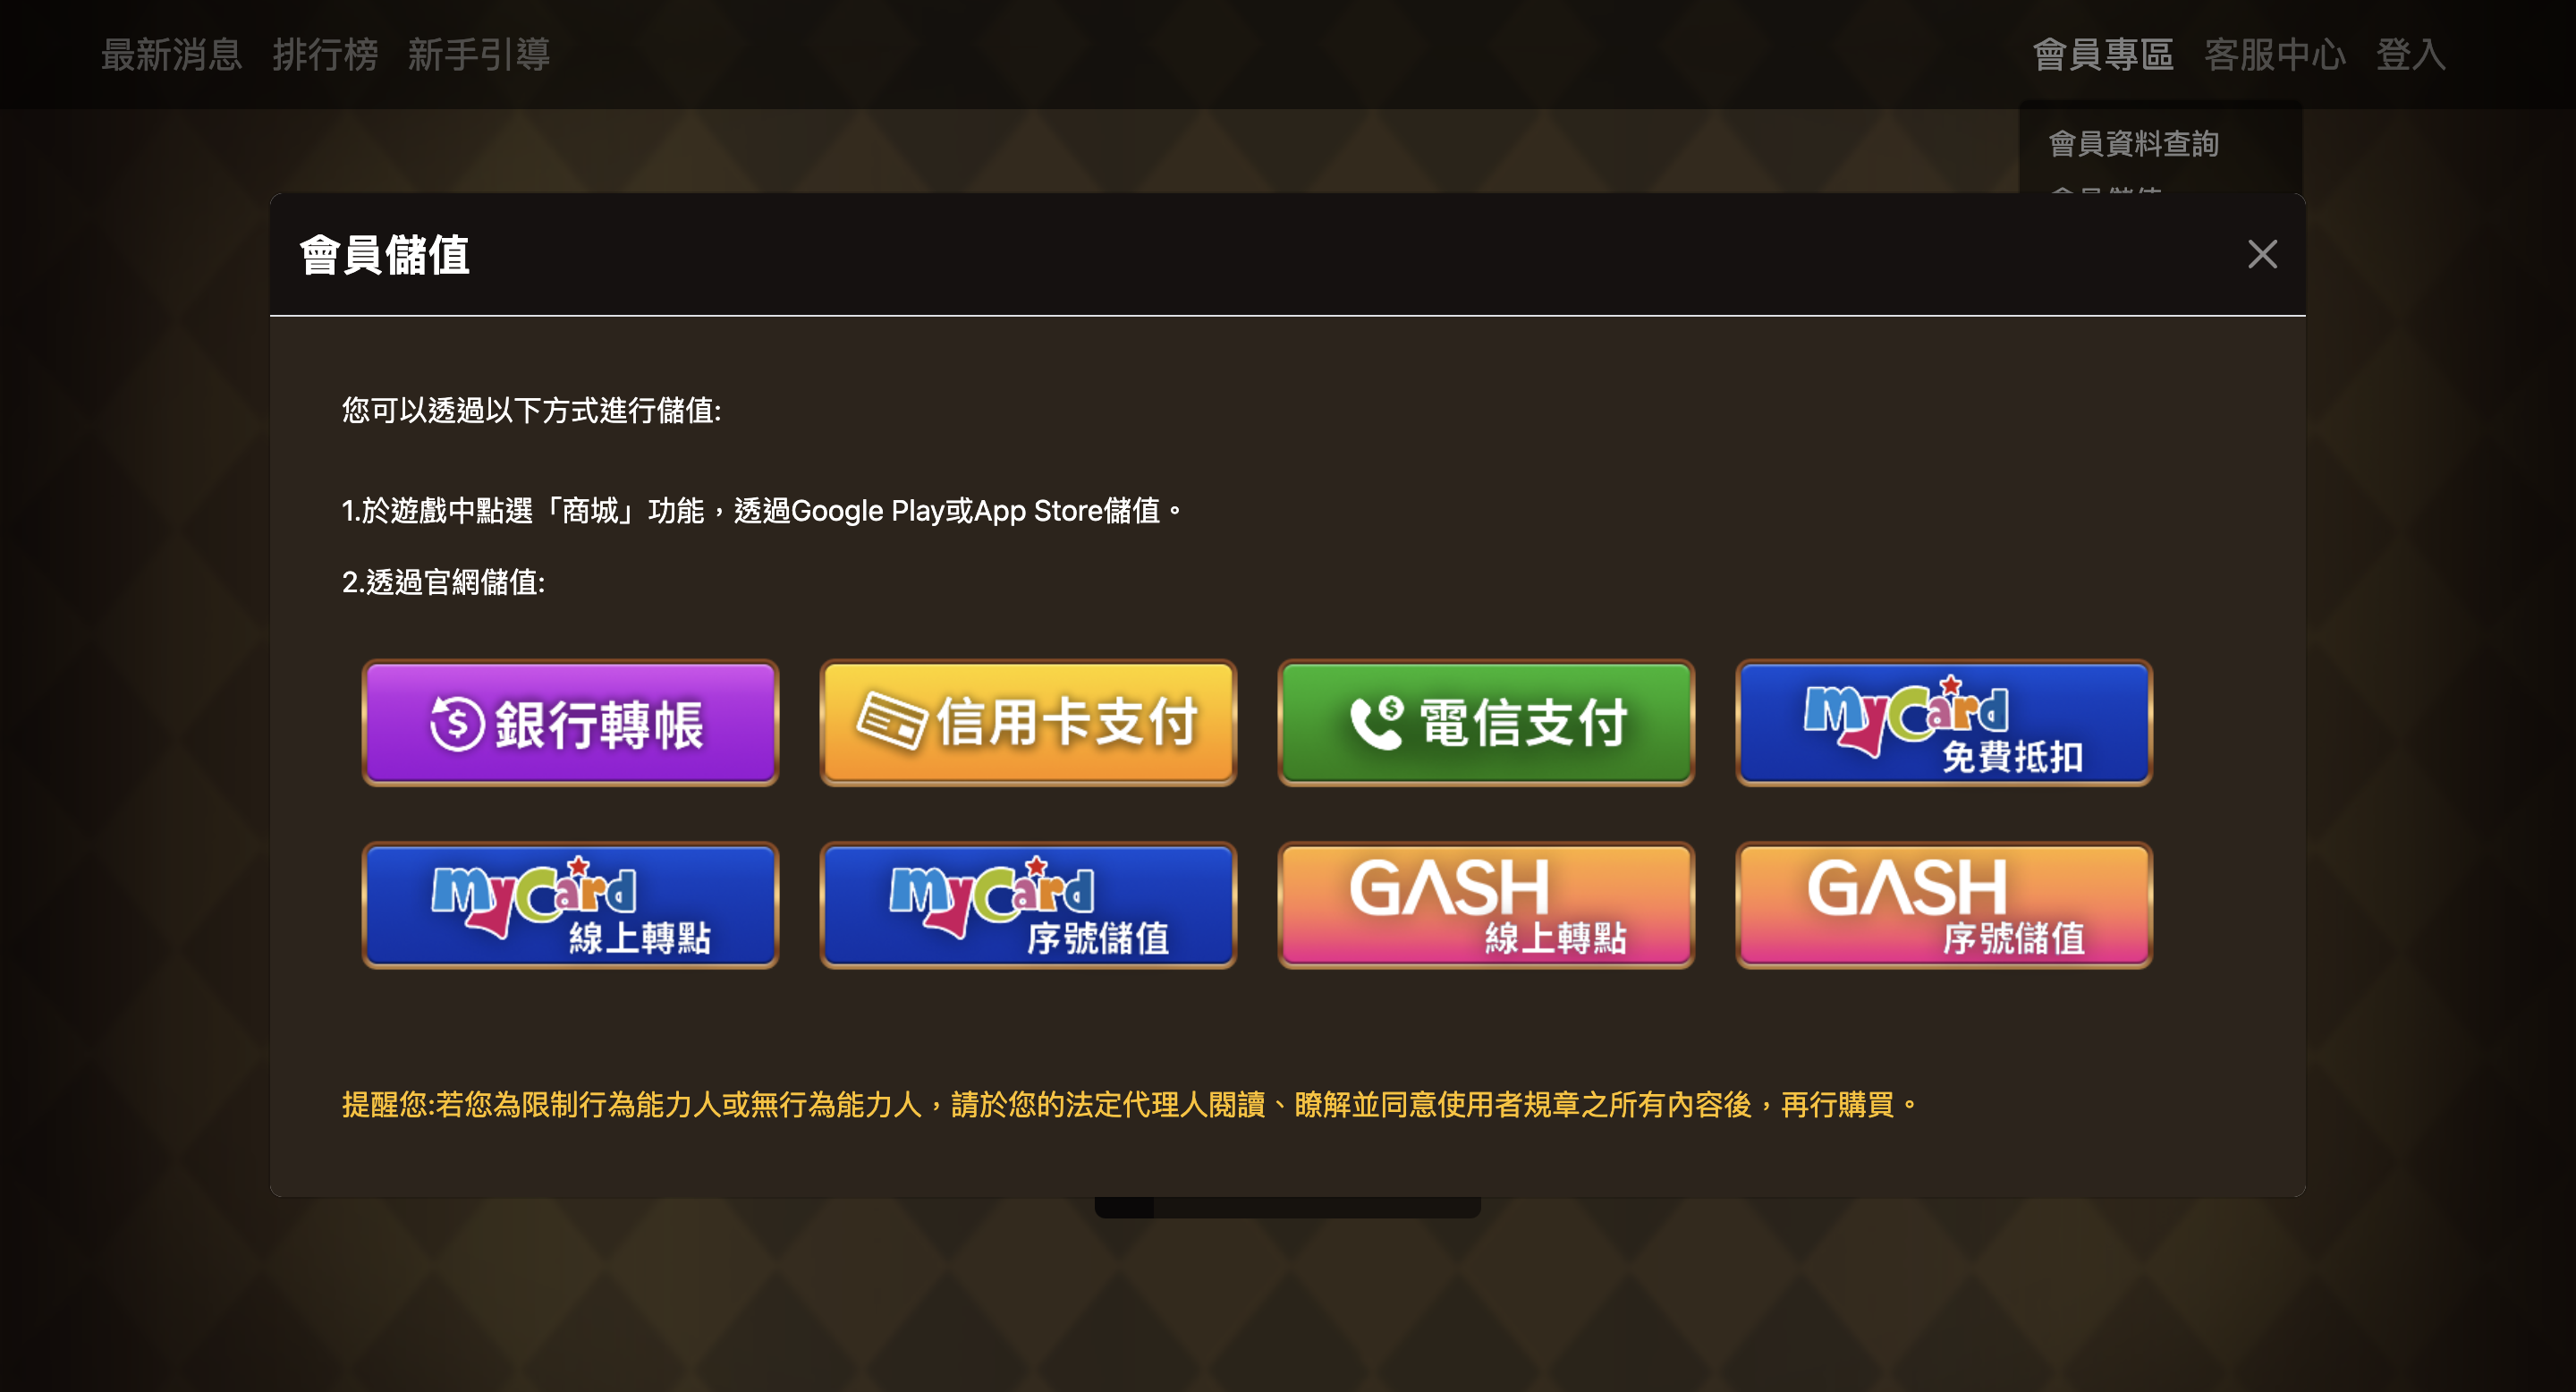 最新消息 排行榜 新手引導 會員專區 客服中心 登入
會員資料查詢
會員儲值
會員儲值
您可以透過以下方式進行儲值:
1.於遊戲中點選「商城」功能，透過Google Play或App Store儲值。
2.透過官網儲值:
銀行轉帳
信用卡支付
電信支付
MyCard 免費抵扣
MyCard 線上轉點
MyCard 序號儲值
GASH 線上轉點
GASH 序號儲值
提醒您:若您為限制行為能力人或無行為能力人，請於您的法定代理人閱讀、瞭解並同意使用者規章之所有內容後，再行購買。